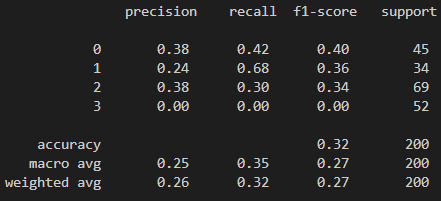 precision recall f1-score support
0 0.38 0.42 0.40 45
1 0.24 0.68 0.36 34
2 0.38 0.30 0.34 69
3 0.00 0.00 0.00 52
accuracy 0.32 200
macro avg 0.25 0.35 0.27 200
weighted avg 0.26 0.32 0.27 200